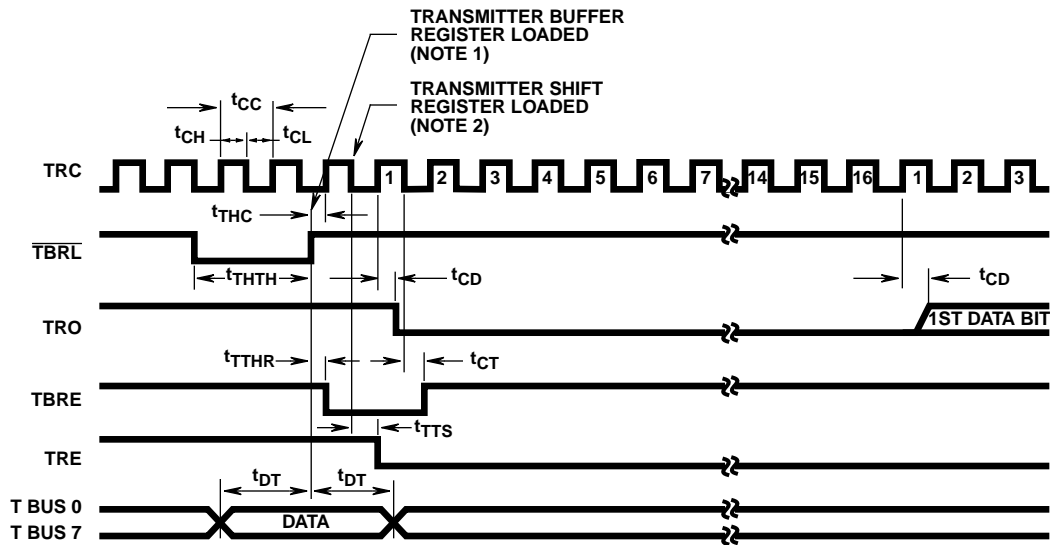 TRANSMITTER BUFFER
REGISTER LOADED
(NOTE 1)
TRANSMITTER SHIFT
REGISTER LOADED
(NOTE 2)
tCC
tCH
tCL
TRC
1 2 3 4 5 6 7 14 15 16 1 2 3
tTHC
TBRL
tTHTH
tCD
tCD
TRO
1ST DATA BIT
tTTHR
tCT
TBRE
tTTS
TRE
tDT
tDT
T BUS 0
DATA
T BUS 7